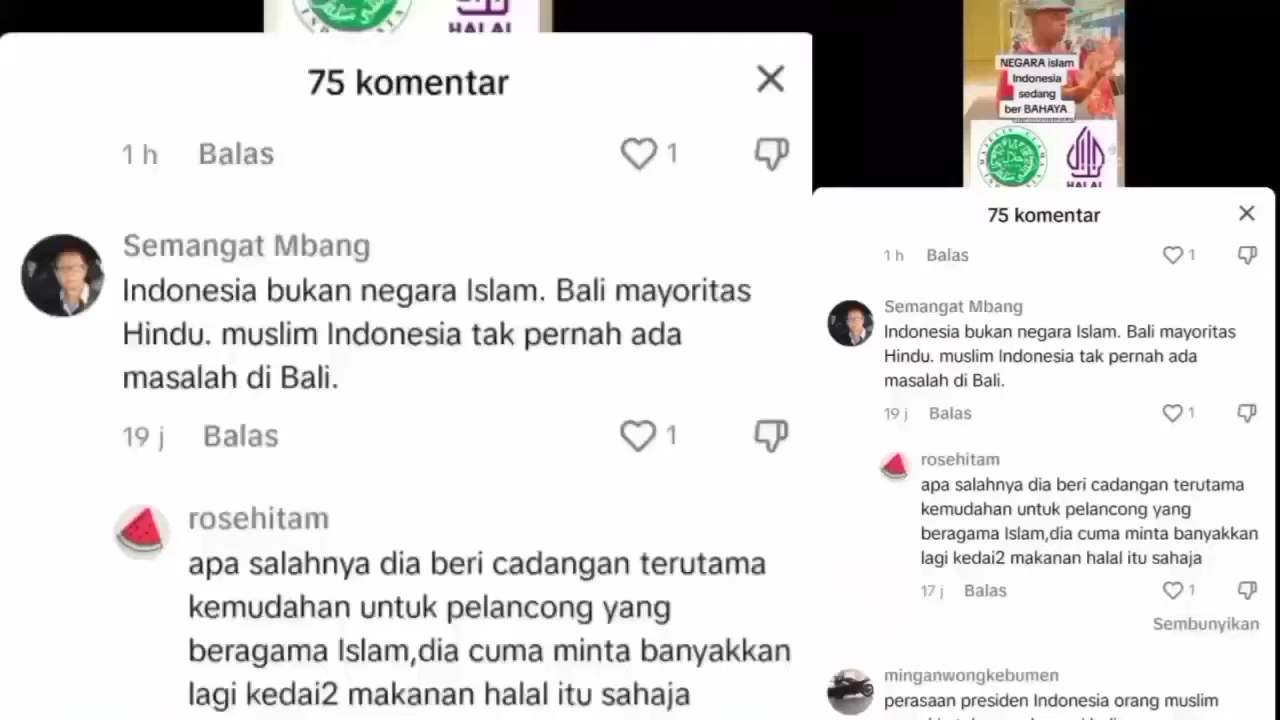 HALAL
75 komentar
1 h Balas 1
Semangat Mbang
Indonesia bukan negara Islam. Bali mayoritas
Hindu. muslim Indonesia tak pernah ada
masalah di Bali.
19 j Balas 1
rosehitam
apa salahnya dia beri cadangan terutama
kemudahan untuk pelancong yang
beragama Islam,dia cuma minta banyakkan
lagi kedai2 makanan halal itu sahaja
NEGARA islam
Indonesia
sedang
ber BAHAYA
HALAL
75 komentar
1 h Balas 1
Semangat Mbang
Indonesia bukan negara Islam. Bali mayoritas
Hindu. muslim Indonesia tak pernah ada
masalah di Bali.
19 j Balas 1
rosehitam
apa salahnya dia beri cadangan terutama
kemudahan untuk pelancong yang
beragama Islam,dia cuma minta banyakkan
lagi kedai2 makanan halal itu sahaja
17 j Balas 1
Sembunyikan
minganwongkebumen
perasaan presiden Indonesia orang muslim